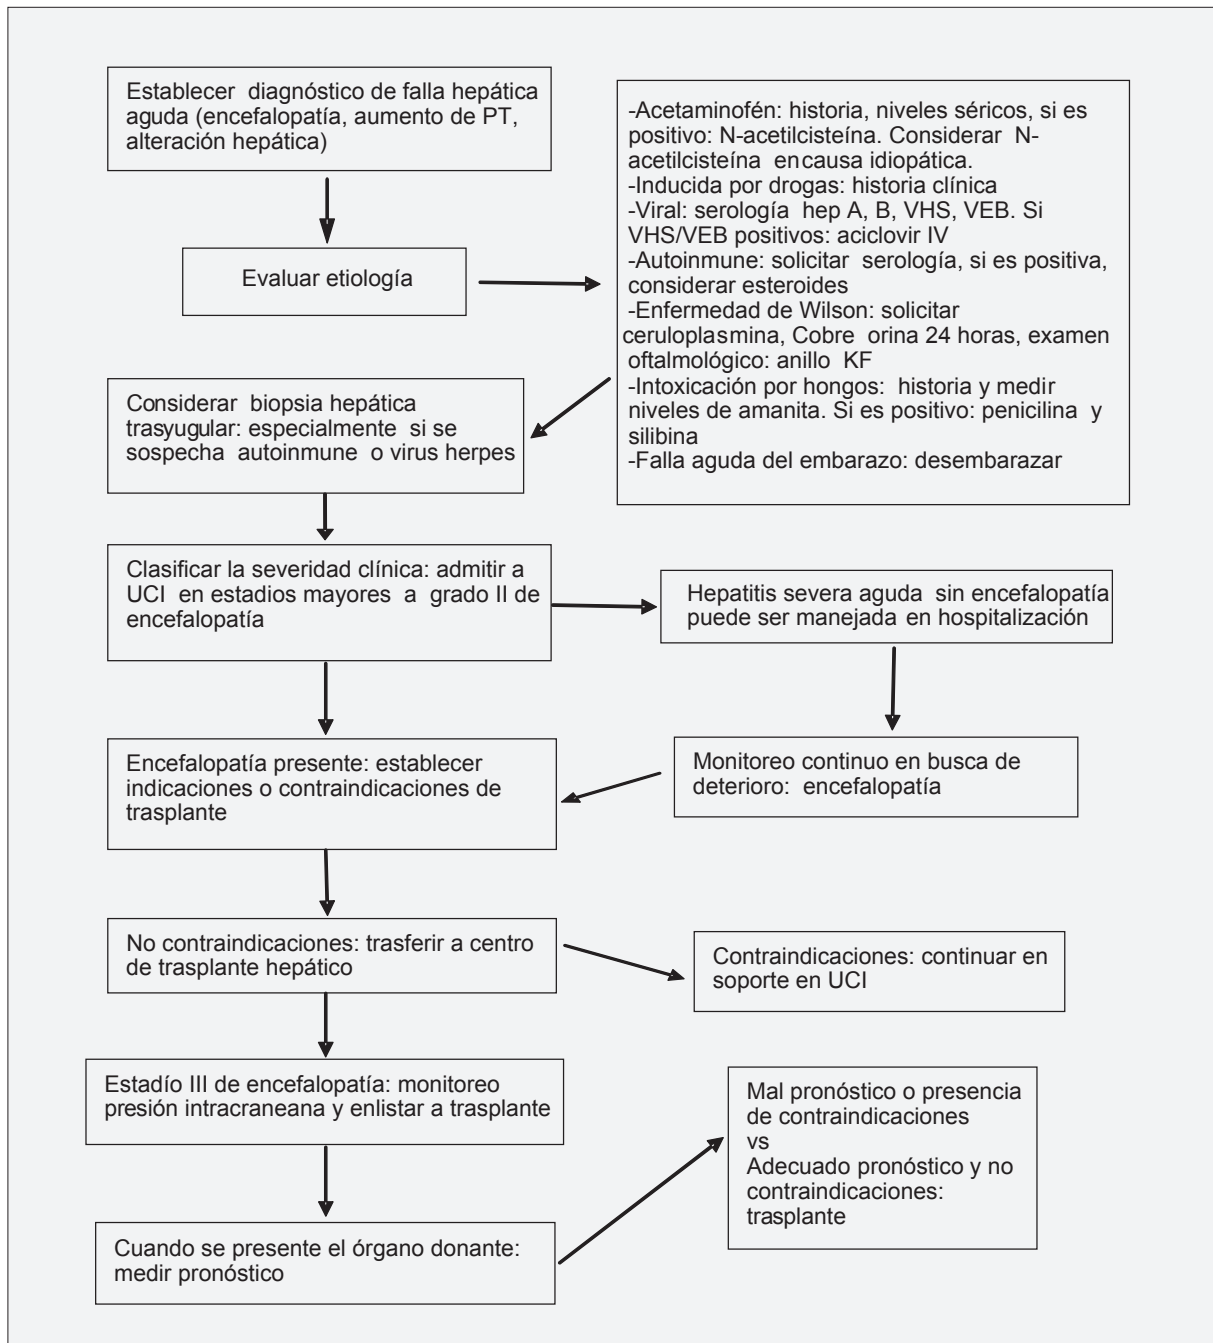 Establecer diagnóstico de falla hepática
aguda (encefalopatía, aumento de PT,
alteración hepática)
Evaluar etiología
-Acetaminofén: historia, niveles séricos, si es
positivo: N-acetilcisteína. Considerar N-
acetilcisteína en causa idiopática.
-Inducida por drogas: historia clínica
-Viral: serología hep A, B, VHS, VEB. Si
VHS/VEB positivos: aciclovir IV
-Autoinmune: solicitar serología, si es positiva,
considerar esteroides
-Enfermedad de Wilson: solicitar
ceruloplasmina, Cobre orina 24 horas, examen
oftalmológico: anillo KF
-Intoxicación por hongos: historia y medir
niveles de amanita. Si es positivo: penicilina y
silibina
-Falla aguda del embarazo: desembarazar
Considerar biopsia hepática
trasyugular: especialmente si se
sospecha autoinmune o virus herpes
Clasificar la severidad clínica: admitir a
UCI en estadios mayores a grado II de
encefalopatía
Hepatitis severa aguda sin encefalopatía
puede ser manejada en hospitalización
Monitoreo continuo en busca de
deterioro: encefalopatía
Encefalopatía presente: establecer
indicaciones o contraindicaciones de
trasplante
No contraindicaciones: trasferir a centro
de trasplante hepático
Contraindicaciones: continuar en
soporte en UCI
Estadío III de encefalopatía: monitoreo
presión intracraneana y enlistar a trasplante
Cuando se presente el órgano donante:
medir pronóstico
Mal pronóstico o presencia
de contraindicaciones
vs
Adecuado pronóstico y no
contraindicaciones:
trasplante